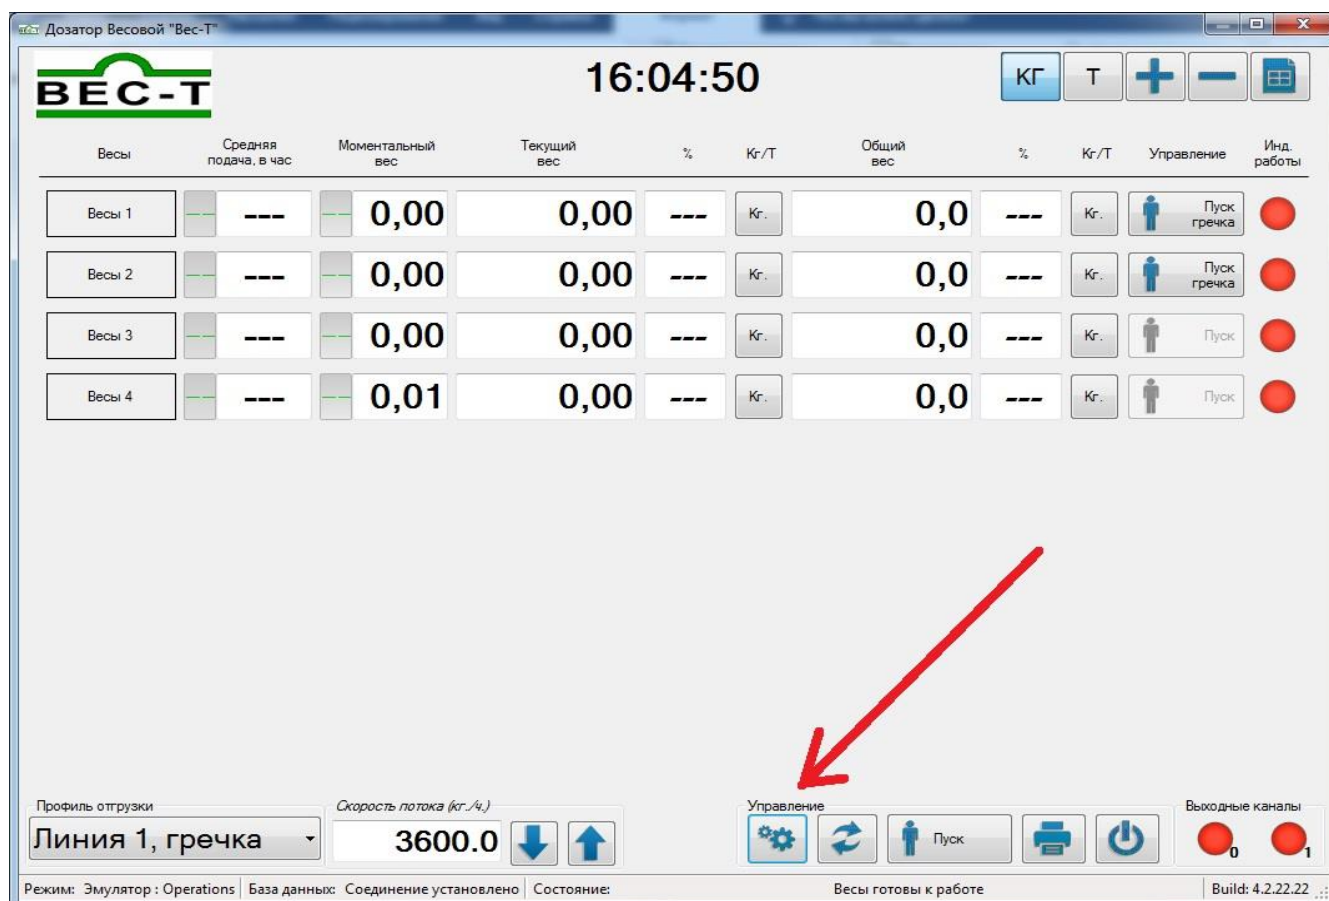 Дозатор Весовой "Вес-Т"
ВЕС-Т
16:04:50
КГ
Т
Весы
Средняя
подача, в час
Моментальный
вес
Текущий
вес
%
Кг/Т
Общий
вес
%
Кг/Т
Управление
Инд.
работы
Весы 1
--- 
0,00
0,00
---
Кг.
0,0
---
Кг.
Пуск
гречка
Весы 2
---
0,00
0,00
---
Кг.
0,0
---
Кг.
Пуск
гречка
Весы 3
---
0,00
0,00
---
Кг.
0,0
---
Кг.
Пуск
Весы 4
---
0,01
0,00
---
Кг.
0,0
---
Кг.
Пуск
Профиль отгрузки
Линия 1, гречка
Скорость потока (кг./ч.)
3600.0
Управление
Пуск
Выходные каналы
0
1
Режим: Эмулятор : Operations
База данных: Соединение установлено
Состояние:
Весы готовы к работе
Build: 4.2.22.22